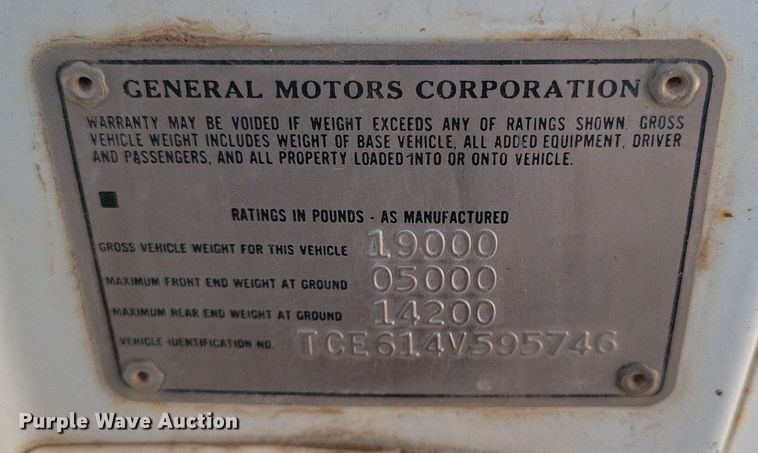 GENERAL MOTORS CORPORATION
WARRANTY MAY BE VOIDED IF WEIGHT EXCEEDS ANY OF RATINGS SHOWN. GROSS
VEHICLE WEIGHT INCLUDES WEIGHT OF BASE VEHICLE, ALL ADDED EQUIPMENT, DRIVER
AND PASSENGERS, AND ALL PROPERTY LOADED INTO OR ONTO VEHICLE.
RATINGS IN POUNDS - AS MANUFACTURED
GROSS VEHICLE WEIGHT FOR THIS VEHICLE 19000
MAXIMUM FRONT END WEIGHT AT GROUND 05000
MAXIMUM REAR END WEIGHT AT GROUND 14200
VEHICLE IDENTIFICATION NO. TCE614V595746
Purple Wave Auction